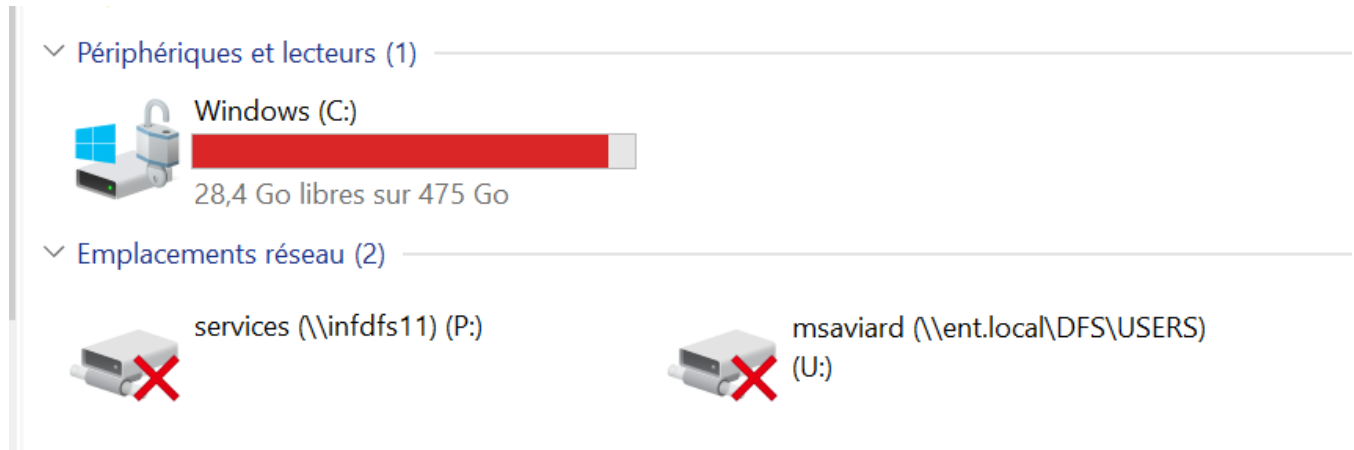 Périphériques et lecteurs (1)
Windows (C:)
28,4 Go libres sur 475 Go
Emplacements réseau (2)
services (\\infdfs11) (P:)
msaviard (\\ent.local\DFS\USERS)
(U:)